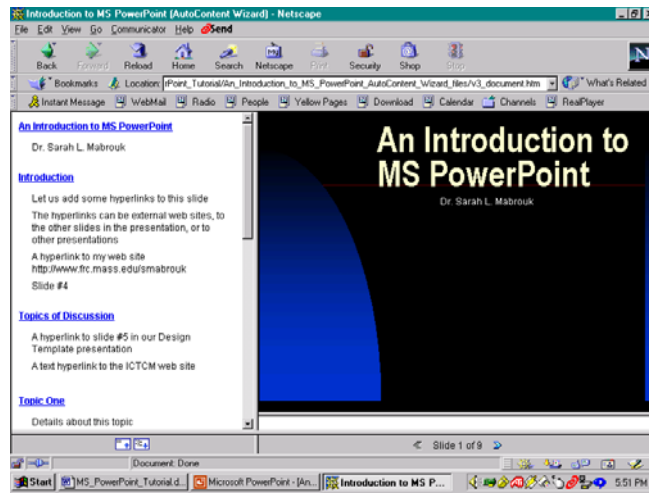 Introduction to MS PowerPoint [AutoContent Wizard] - Netscape
File Edit View Go Communicator Help Send
Back Forward Reload Home Search Netscape Print Security Shop Stop
Bookmarks Location: rPoint_Tutorial/An_Introduction_to_MS_PowerPoint_AutoContent_Wizard_files/v3_document.htm What's Related
Instant Message WebMail Radio People Yellow Pages Download Calendar Channels RealPlayer
An Introduction to MS PowerPoint
Dr. Sarah L. Mabrouk
Introduction
Let us add some hyperlinks to this slide
The hyperlinks can be external web sites, to
the other slides in the presentation, or to
other presentations
A hyperlink to my web site
http://www.frc.mass.edu/smabrouk
Slide #4
Topics of Discussion
A hyperlink to slide #5 in our Design
Template presentation
A text hyperlink to the ICTCM web site
Topic One
Details about this topic
An Introduction to
MS PowerPoint
Dr. Sarah L. Mabrouk
Slide 1 of 9
Document: Done
Start MS_PowerPoint_Tutorial.d... Microsoft PowerPoint - [An... Introduction to MS P... 5:51 PM